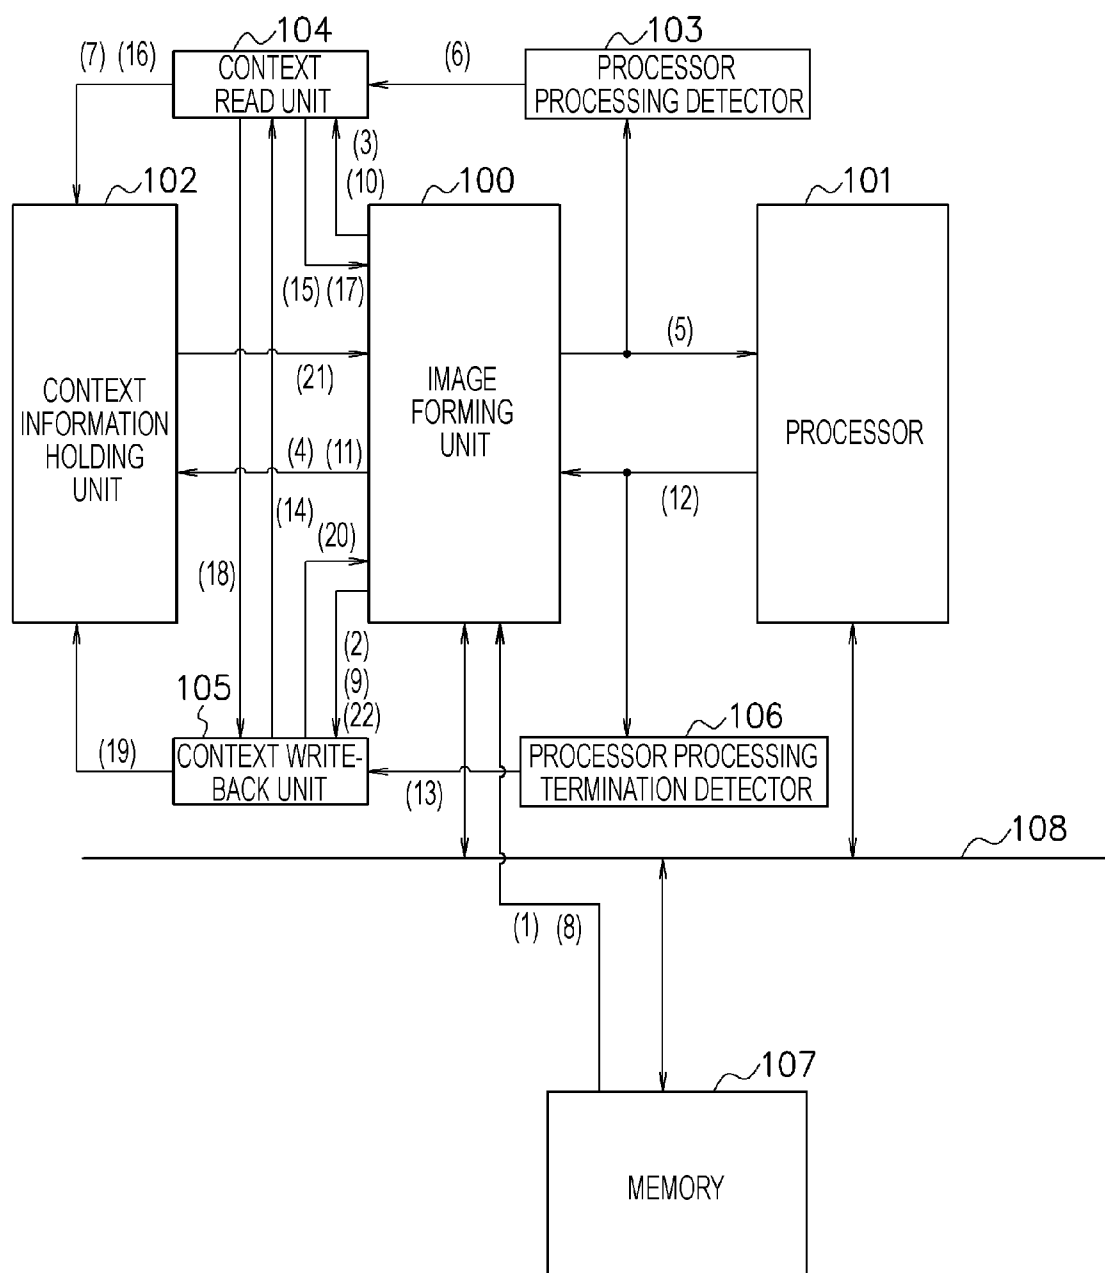 104
103
(7) (16)
CONTEXT
READ UNIT
(6)
PROCESSOR
PROCESSING DETECTOR
(3)
102
(10)
100
101
(15) (17)
(5)
(21)
CONTEXT
INFORMATION
HOLDING
UNIT
IMAGE
FORMING
UNIT
PROCESSOR
(4) (11)
(12)
(14)
(20)
(18)
(2)
105
(9)
(22)
106
(19)
CONTEXT WRITE-
BACK UNIT
(13)
PROCESSOR PROCESSING
TERMINATION DETECTOR
108
(1) (8)
107
MEMORY